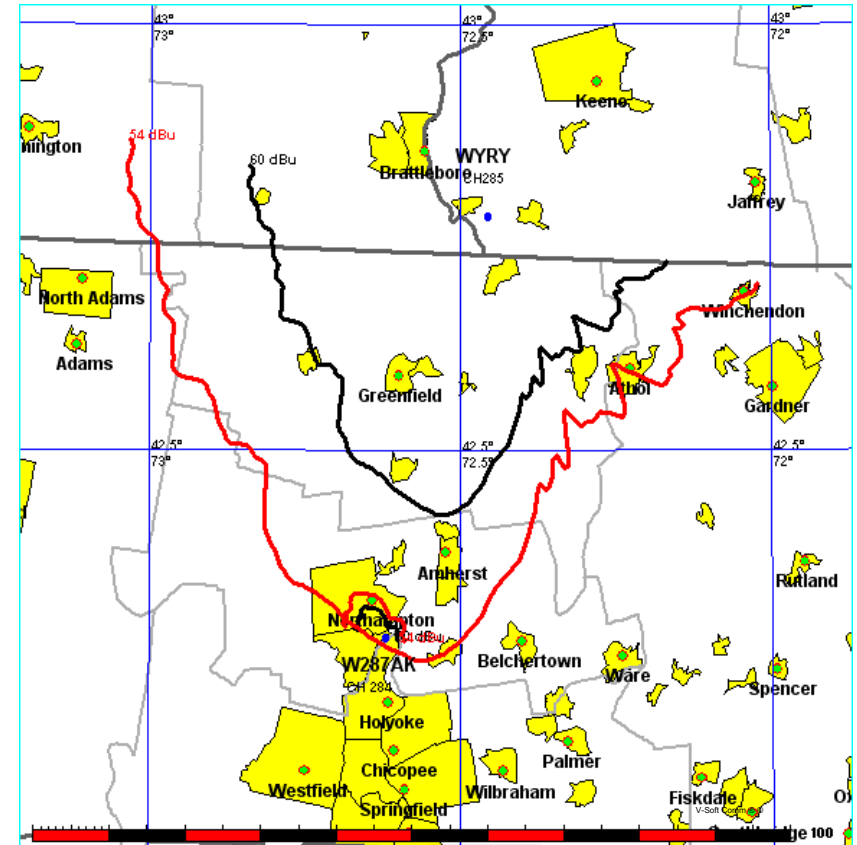 43°
73°
43°
72.5°
43°
72°
Keene
54 dBu
60 dBu
Brattleboro
WYRY
CH285
Jaffrey
North Adams
Winchendon
Adams
Greenfield
Athol
Gardner
42.5°
73°
42.5°
72.5°
42.5°
72°
Amherst
Rutland
Northampton
Belchertown
W287AK
Ware
Spencer
CH 284
Holyoke
Palmer
Chicopee
Westfield
Wilbraham
Fiskdale
Springfield
100